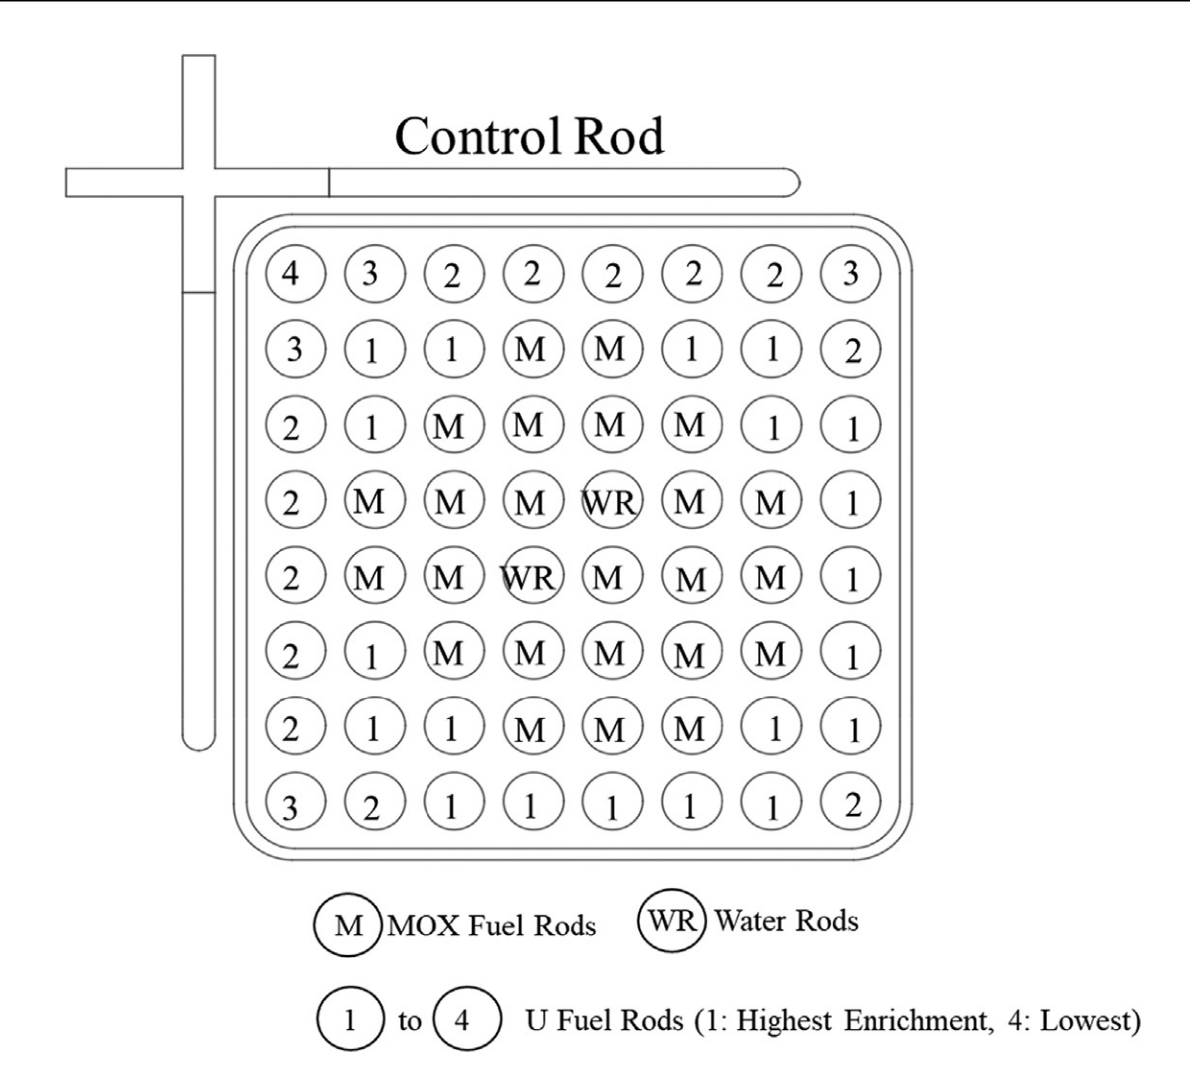 Control Rod
4 3 2 2 2 2 2 3
3 1 1 M M 1 1 2
2 1 M M M M 1 1
2 M M M WR M M 1
2 M M WR M M M 1
2 1 M M M M M 1
2 1 1 M M M 1 1
3 2 1 1 1 1 1 2
M MOX Fuel Rods WR Water Rods
1 to 4 U Fuel Rods (1: Highest Enrichment, 4: Lowest)